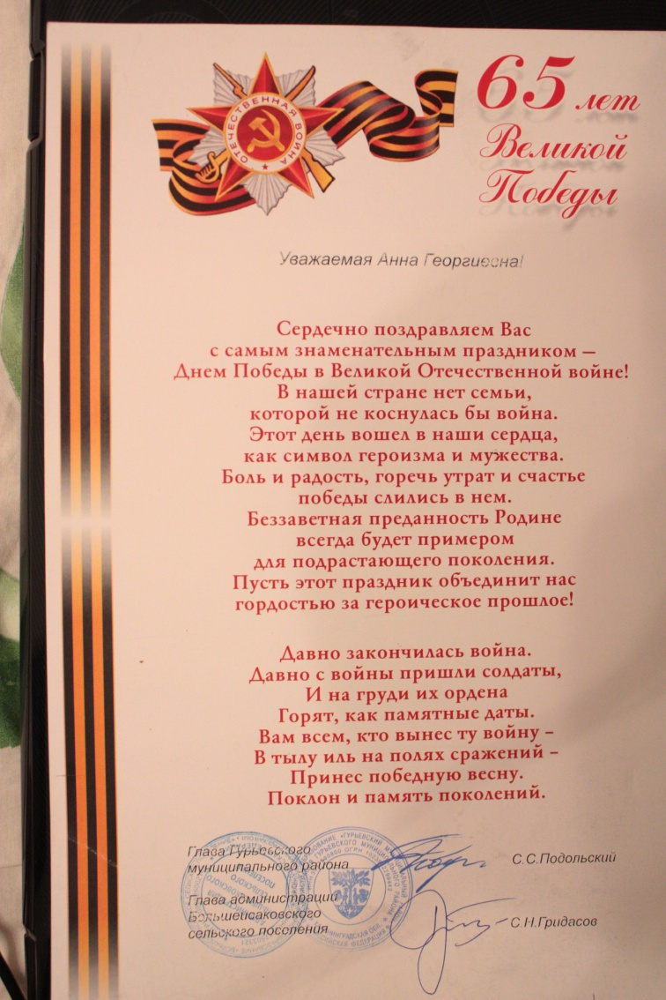 ОТЕЧЕСТВЕННАЯ ВОЙНА
65 лет
Великой
Победы
Уважаемая Анна Георгиевна!
Сердечно поздравляем Вас
с самым знаменательным праздником –
Днем Победы в Великой Отечественной войне!
В нашей стране нет семьи,
которой не коснулась бы война.
Этот день вошел в наши сердца,
как символ героизма и мужества.
Боль и радость, горечь утрат и счастье
победы слились в нем.
Беззаветная преданность Родине
всегда будет примером
для подрастающего поколения.
Пусть этот праздник объединит нас
гордостью за героическое прошлое!
Давно закончилась война.
Давно с войны пришли солдаты,
И на груди их ордена
Горят, как памятные даты.
Вам всем, кто вынес ту войну –
В тылу иль на полях сражений –
Принес победную весну.
Поклон и память поколений.
Глава Гурьевского
муниципального района
С.С.Подольский
Глава администрации
Большеисаковского
сельского поселения
С.Н.Гридасов